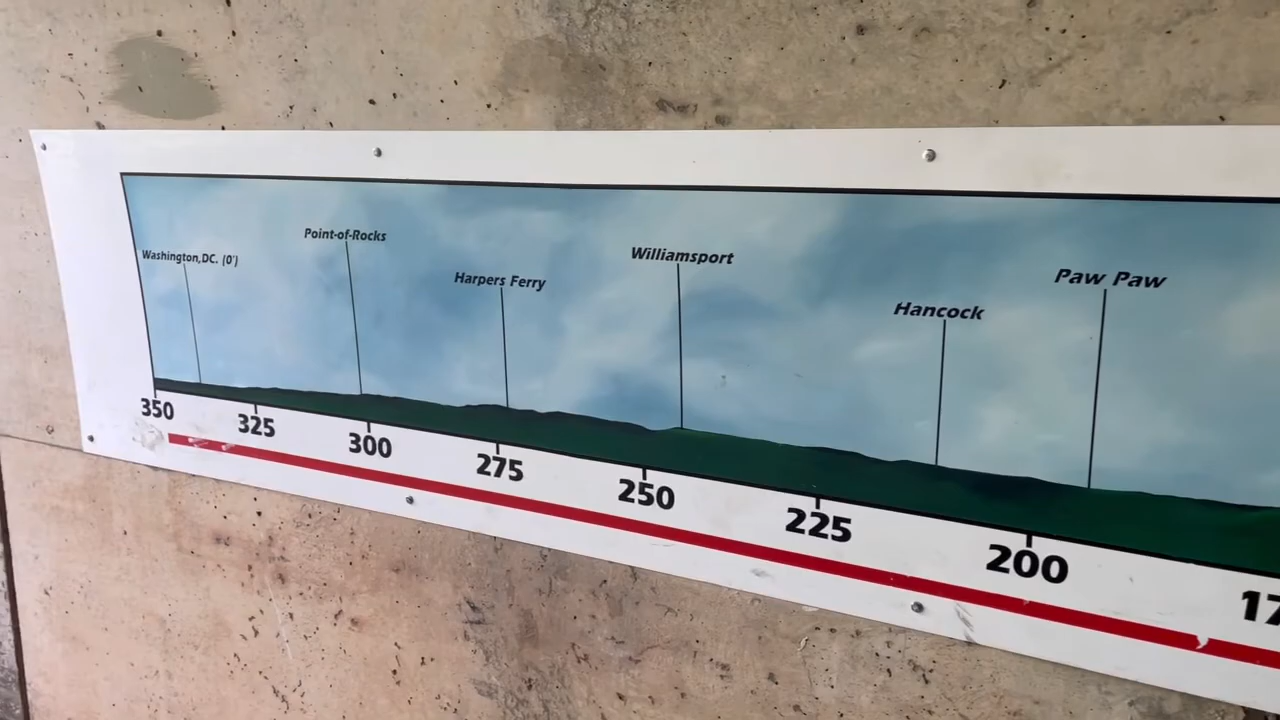 Washington,DC. (0')
Point-of-Rocks
Harpers Ferry
Williamsport
Hancock
Paw Paw
350
325
300
275
250
225
200
17